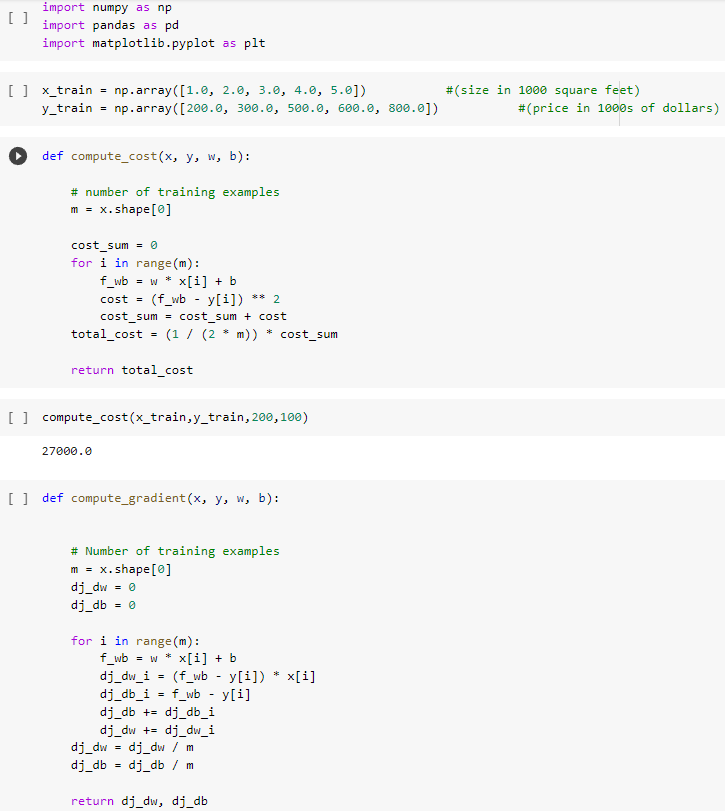 [ ] import numpy as np
import pandas as pd
import matplotlib.pyplot as plt
[ ] x_train = np.array([1.0, 2.0, 3.0, 4.0, 5.0])           #(size in 1000 square feet)
y_train = np.array([200.0, 300.0, 500.0, 600.0, 800.0])           #(price in 1000s of dollars)
def compute_cost(x, y, w, b):
    # number of training examples
    m = x.shape[0]
    cost_sum = 0
    for i in range(m):
        f_wb = w * x[i] + b
        cost = (f_wb - y[i]) ** 2
        cost_sum = cost_sum + cost
    total_cost = (1 / (2 * m)) * cost_sum
    return total_cost
[ ] compute_cost(x_train,y_train,200,100)
27000.0
[ ] def compute_gradient(x, y, w, b):
    # Number of training examples
    m = x.shape[0]
    dj_dw = 0
    dj_db = 0
    for i in range(m):
        f_wb = w * x[i] + b
        dj_dw_i = (f_wb - y[i]) * x[i]
        dj_db_i = f_wb - y[i]
        dj_db += dj_db_i
        dj_dw += dj_dw_i
    dj_dw = dj_dw / m
    dj_db = dj_db / m
    return dj_dw, dj_db